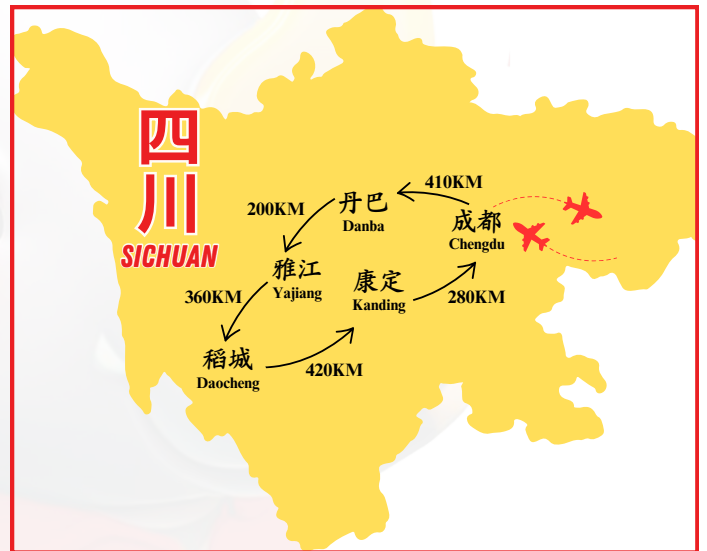 四
川
SICHUAN
410KM
丹巴
Danba
成都
Chengdu
200KM
雅江
Yajiang
康定
Kanding
360KM
280KM
稻城
Daocheng
420KM